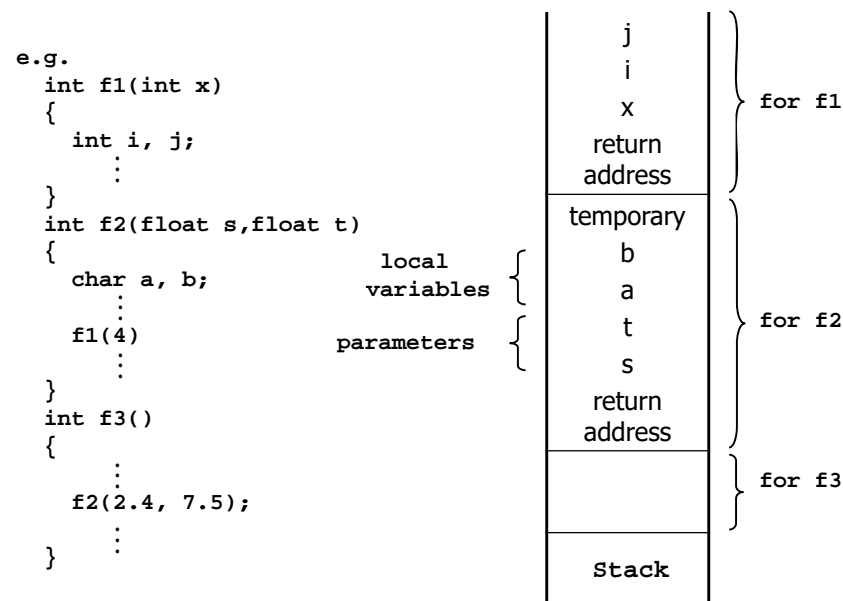 e.g.
int f1(int x)
{
int i, j;
⋮
}
int f2(float s,float t)
{
char a, b;
⋮
f1(4)
⋮
}
int f3()
{
⋮
f2(2.4, 7.5);
⋮
}
local
variables
parameters
j
i
x
return
address
temporary
b
a
t
s
return
address
Stack
for f1
for f2
for f3